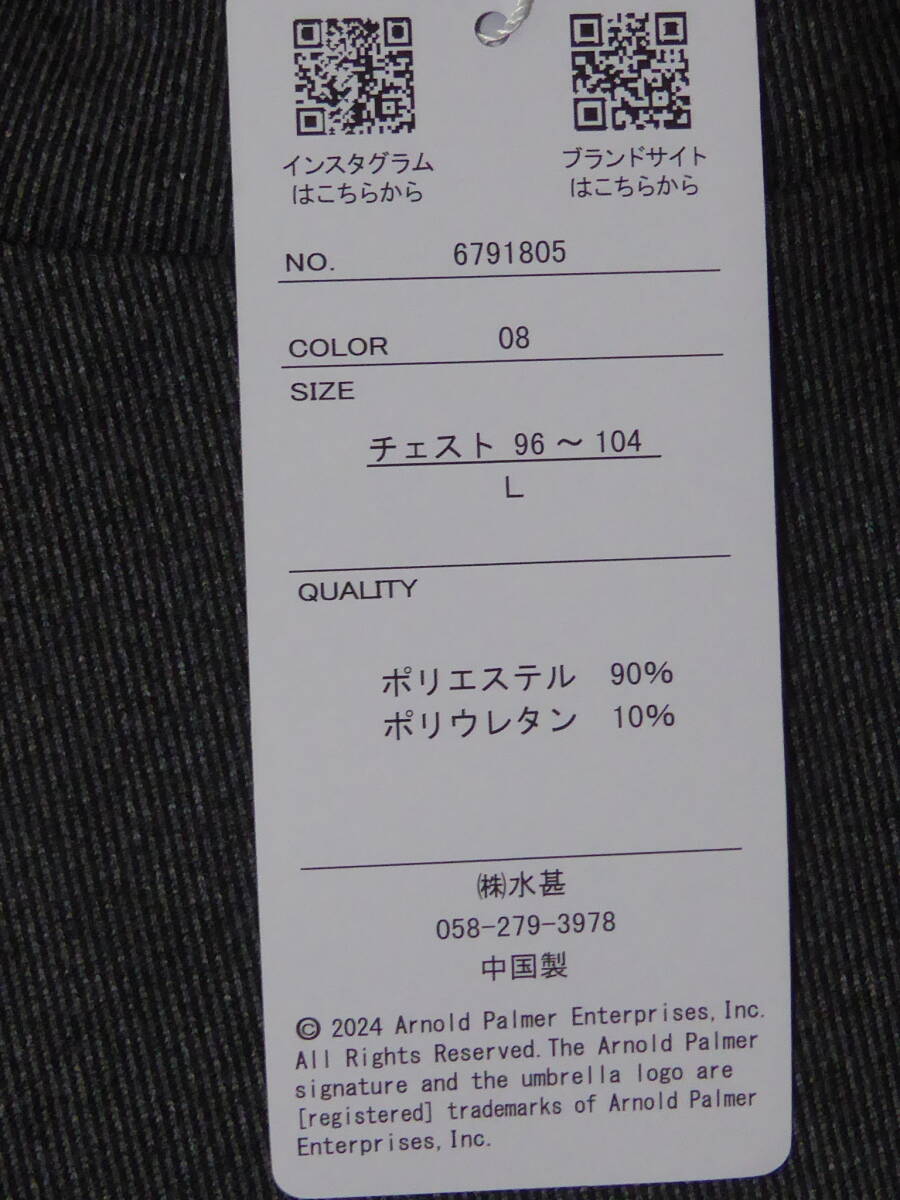 インスタグラム
はこちらから
ブランドサイト
はこちらから
NO. 6791805
COLOR 08
SIZE
チェスト 96 ～ 104
L
QUALITY
ポリエステル 90%
ポリウレタン 10%
㈱水甚
058-279-3978
中国製
© 2024 Arnold Palmer Enterprises, Inc.
All Rights Reserved. The Arnold Palmer
signature and the umbrella logo are
[registered] trademarks of Arnold Palmer
Enterprises, Inc.